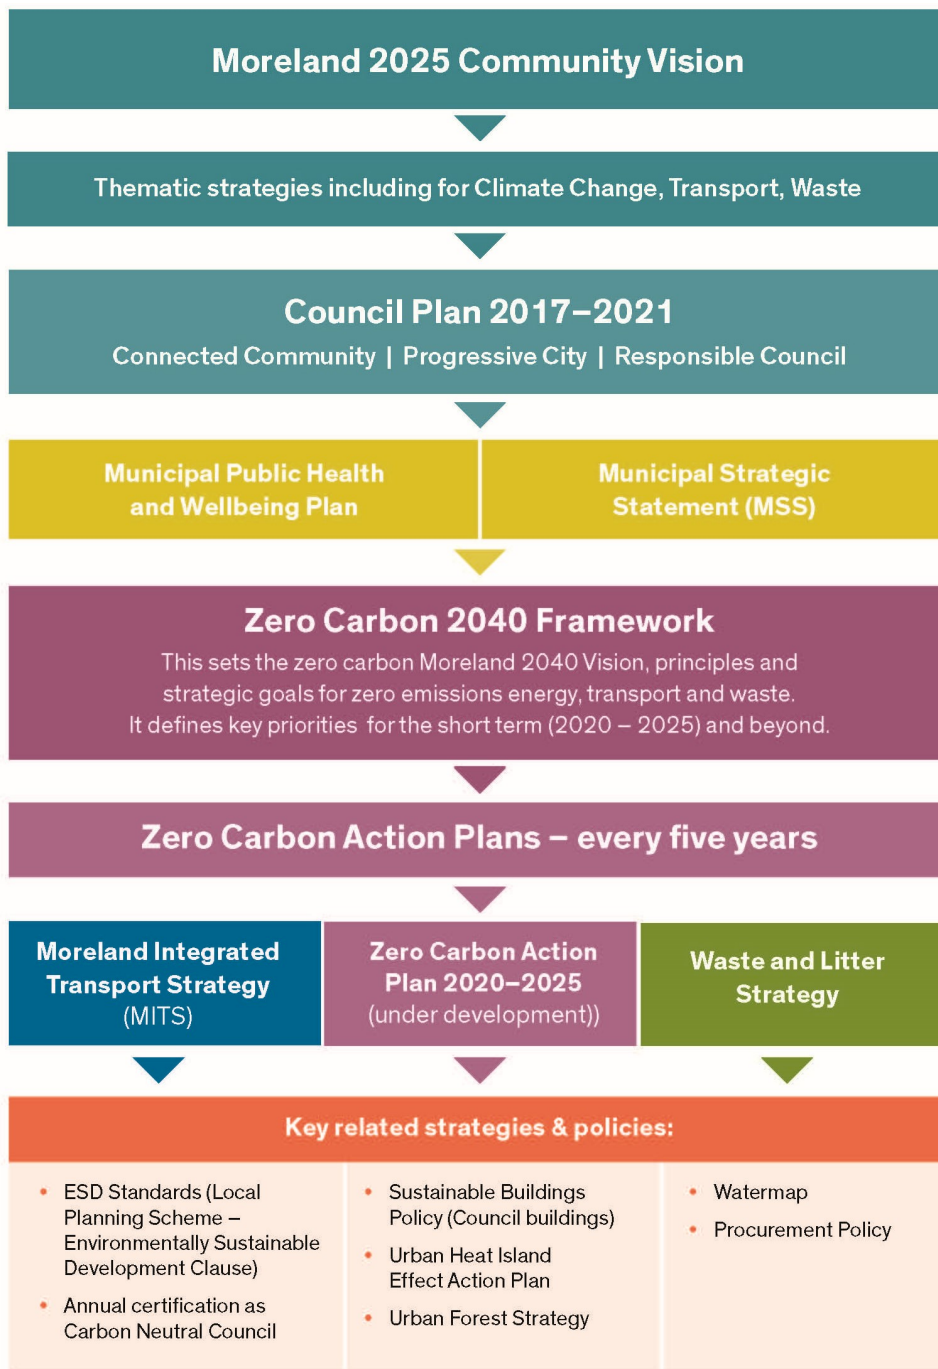 Moreland 2025 Community Vision
Thematic strategies including for Climate Change, Transport, Waste
Council Plan 2017–2021
Connected Community | Progressive City | Responsible Council
Municipal Public Health
and Wellbeing Plan
Municipal Strategic
Statement (MSS)
Zero Carbon 2040 Framework
This sets the zero carbon Moreland 2040 Vision, principles and
strategic goals for zero emissions energy, transport and waste.
It defines key priorities for the short term (2020 – 2025) and beyond.
Zero Carbon Action Plans – every five years
Moreland Integrated
Transport Strategy
(MITS)
Zero Carbon Action
Plan 2020–2025
(under development))
Waste and Litter
Strategy
Key related strategies & policies:
• ESD Standards (Local
Planning Scheme –
Environmentally Sustainable
Development Clause)
• Annual certification as
Carbon Neutral Council
• Sustainable Buildings
Policy (Council buildings)
• Urban Heat Island
Effect Action Plan
• Urban Forest Strategy
• Watermap
• Procurement Policy